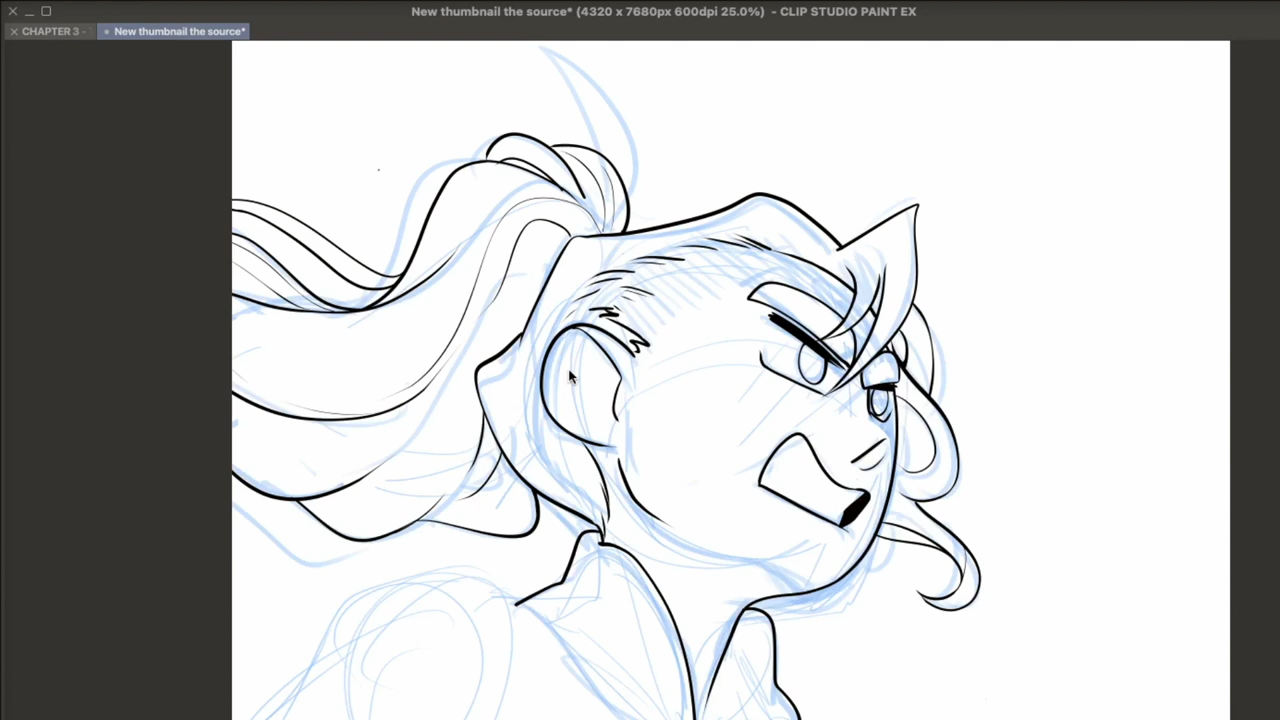 New thumbnail the source* (4320 x 7680px 600dpi 25.0%) - CLIP STUDIO PAINT EX
CHAPTER 3 -
New thumbnail the source*